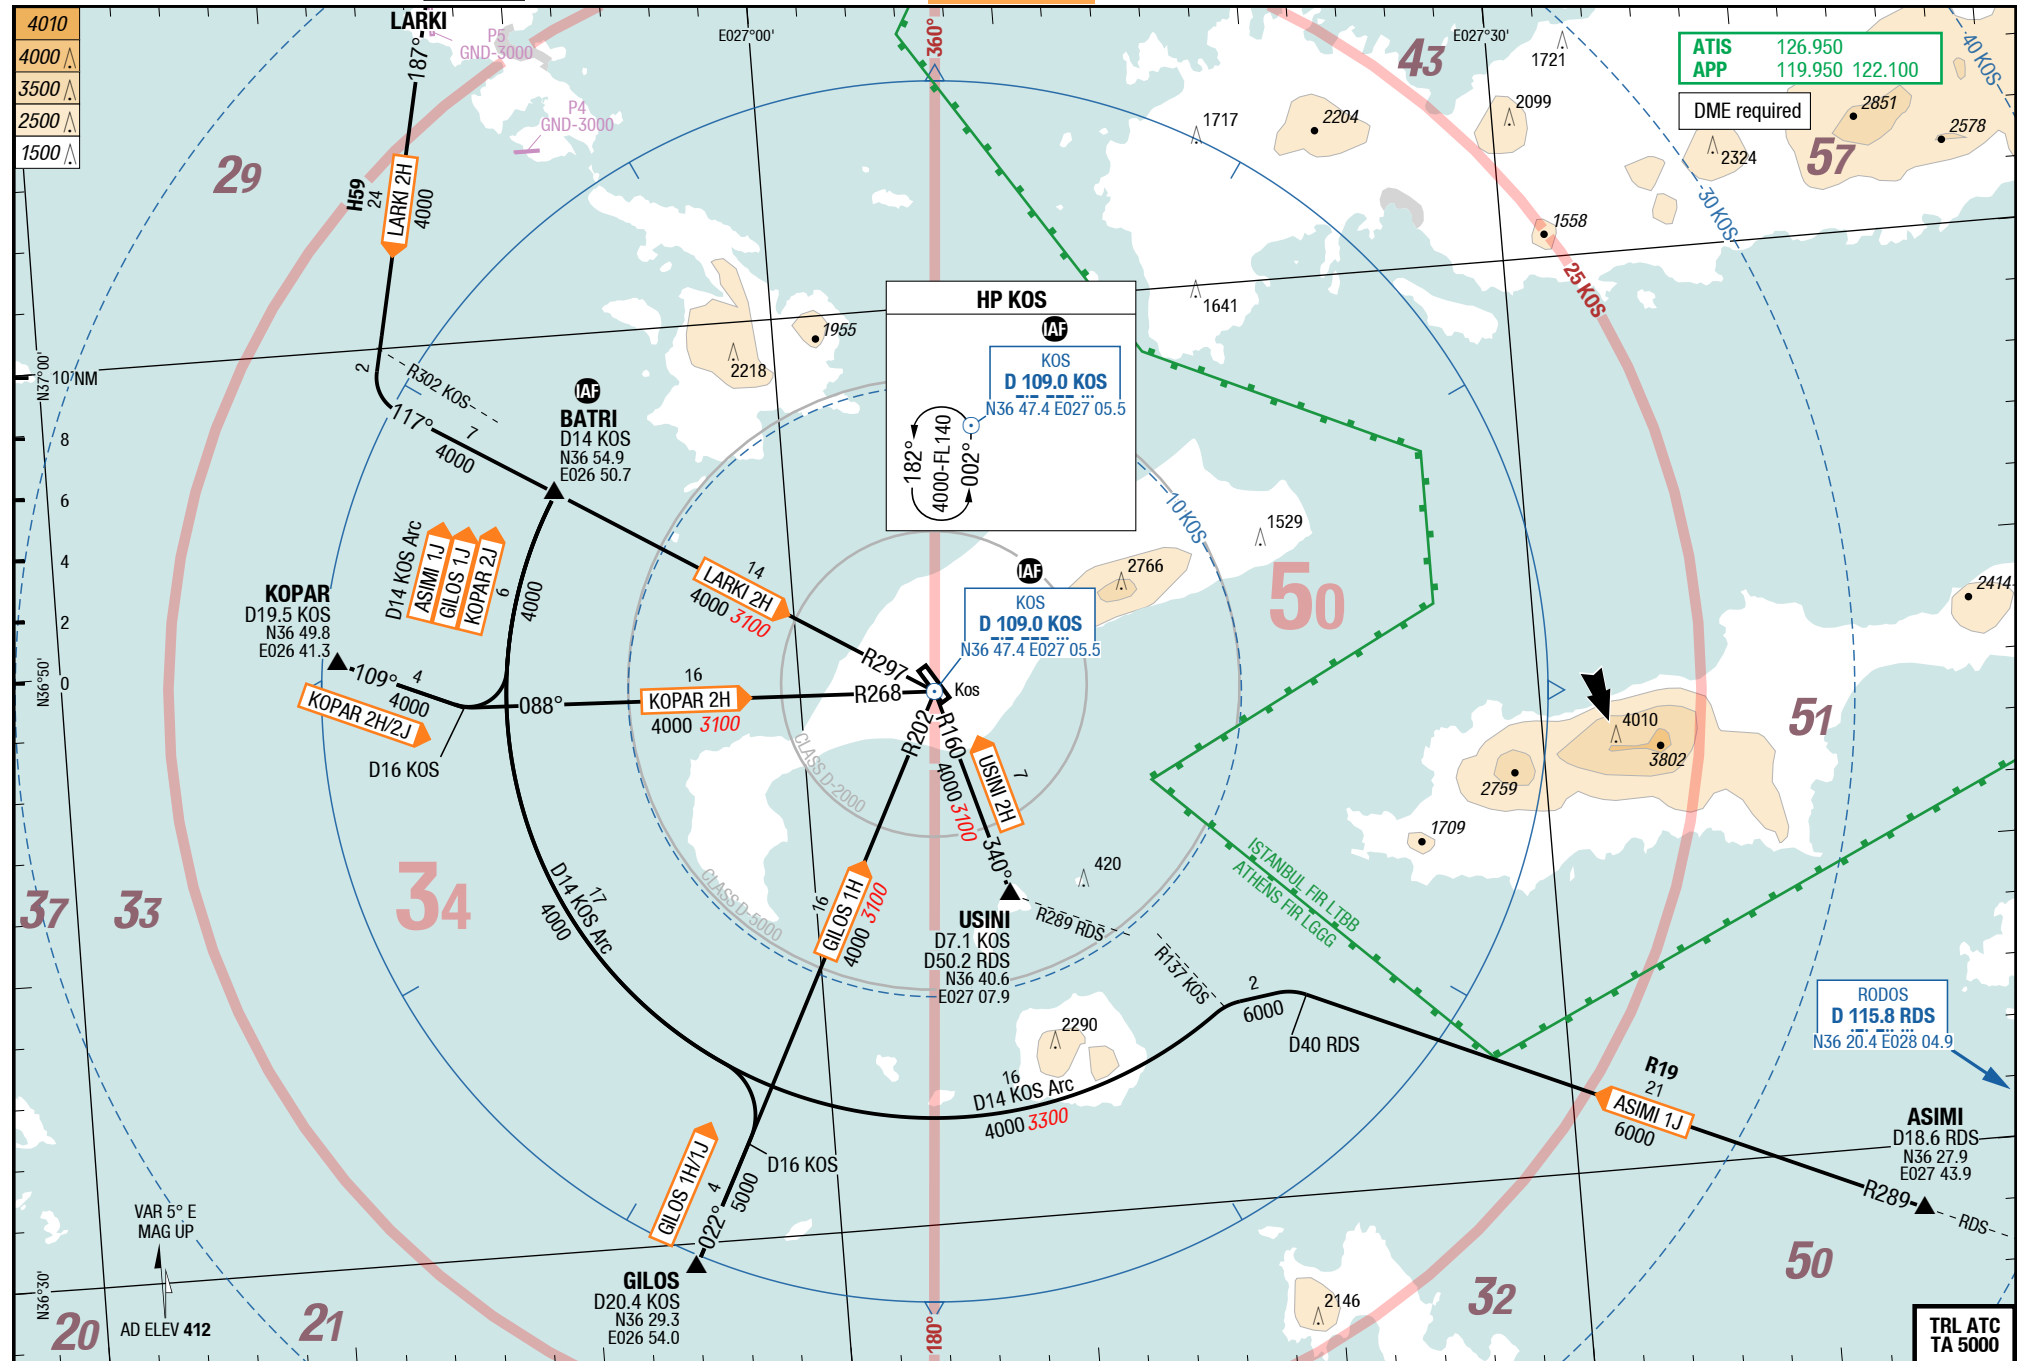 4010
4000
3500
2500
1500
LARKI
187°
P5
GND-3000
P4
GND-3000
E027°00'
360°
43
E027°30'
1721
ATIS 126.950
APP 119.950 122.100
DME required
40 KOS
2851
2578
2324
57
2099
2204
1717
29
H59
24
LARKI 2H
4000
30 KOS
1558
25 KOS
1641
HP KOS
IAF
KOS
D 109.0 KOS
N36 47.4 E027 05.5
182°
4000-FL140
002°
1955
2218
N37°00'
10 NM
8
6
4
2
0
2
R302 KOS
117°
7
4000
IAF
BATRI
D14 KOS
N36 54.9
E026 50.7
10 KOS
1529
2766
50
2414
D14 KOS Arc
ASIMI 1J
GILOS 1J
KOPAR 2J
6
4000
14
LARKI 2H
4000 3100
R297
IAF
KOS
D 109.0 KOS
N36 47.4 E027 05.5
Kos
KOPAR
D19.5 KOS
N36 49.8
E026 41.3
N36°50'
109°
4
4000
KOPAR 2H/2J
D16 KOS
088°
16
KOPAR 2H
4000 3100
R268
R202
R160
4000 3100
USINI 2H
7
340°
CLASS D-2000
CLASS D-5000
4010
3802
2759
1709
51
ISTANBUL FIR LTBB
ATHENS FIR LGGG
37
33
34
17
D14 KOS Arc
4000
16
GILOS 1H
4000 3100
420
USINI
D7.1 KOS
D50.2 RDS
N36 40.6
E027 07.9
R289 RDS
R137 KOS
2
6000
D40 RDS
RODOS
D 115.8 RDS
N36 20.4 E028 04.9
2290
16
D14 KOS Arc
4000 3300
R19
21
ASIMI 1J
6000
ASIMI
D18.6 RDS
N36 27.9
E027 43.9
R289
RDS
D16 KOS
GILOS 1H/1J
4
5000
022°
VAR 5° E
MAG UP
AD ELEV 412
N36°30'
20
21
GILOS
D20.4 KOS
N36 29.3
E026 54.0
180°
2146
32
50
TRL ATC
TA 5000